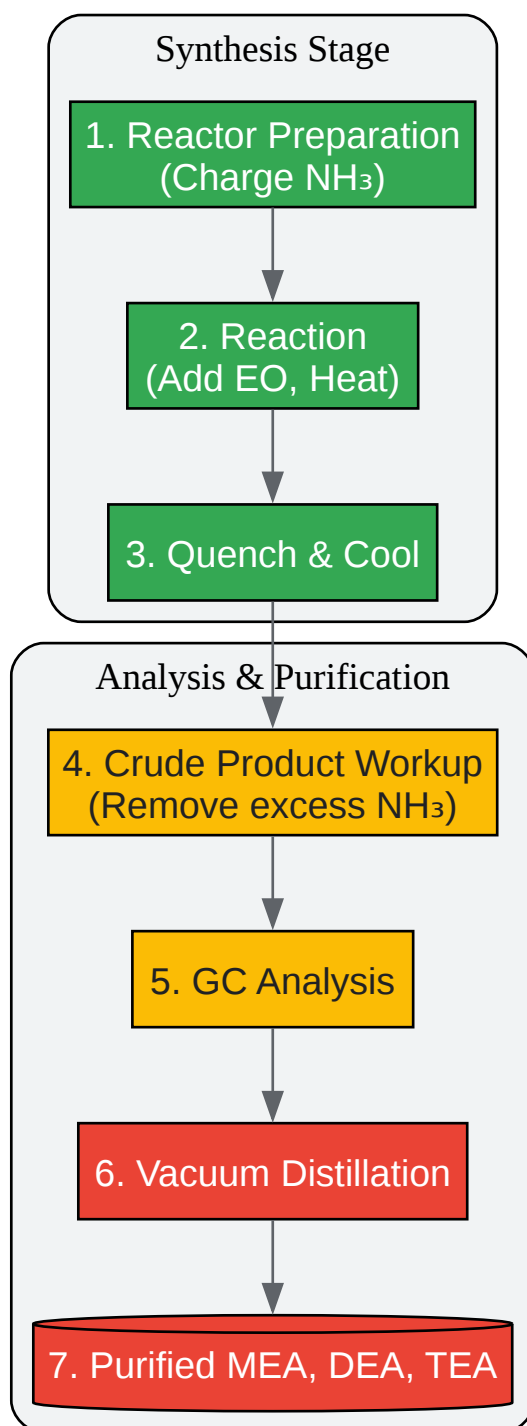 Synthesis Stage
1. Reactor Preparation
(Charge NH₃)
2. Reaction
(Add EO, Heat)
3. Quench & Cool
Analysis & Purification
4. Crude Product Workup
(Remove excess NH₃)
5. GC Analysis
6. Vacuum Distillation
7. Purified MEA, DEA, TEA